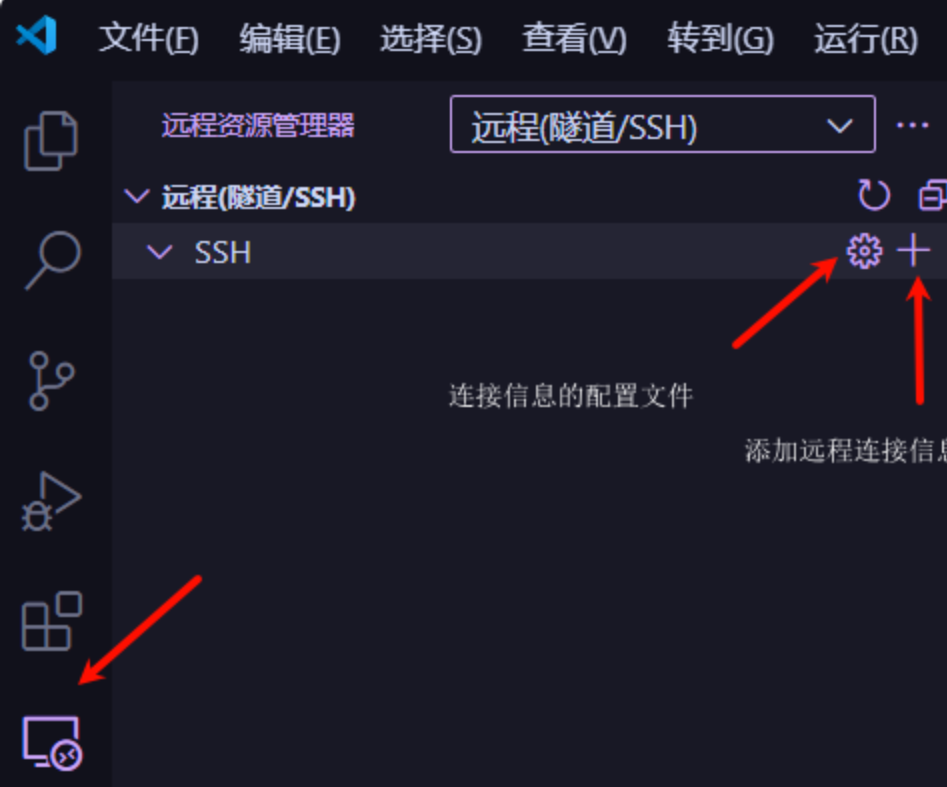 文件(F) 编辑(E) 选择(S) 查看(V) 转到(G) 运行(R)
远程资源管理器 远程(隧道/SSH)
远程(隧道/SSH)
SSH
连接信息的配置文件
添加远程连接信息